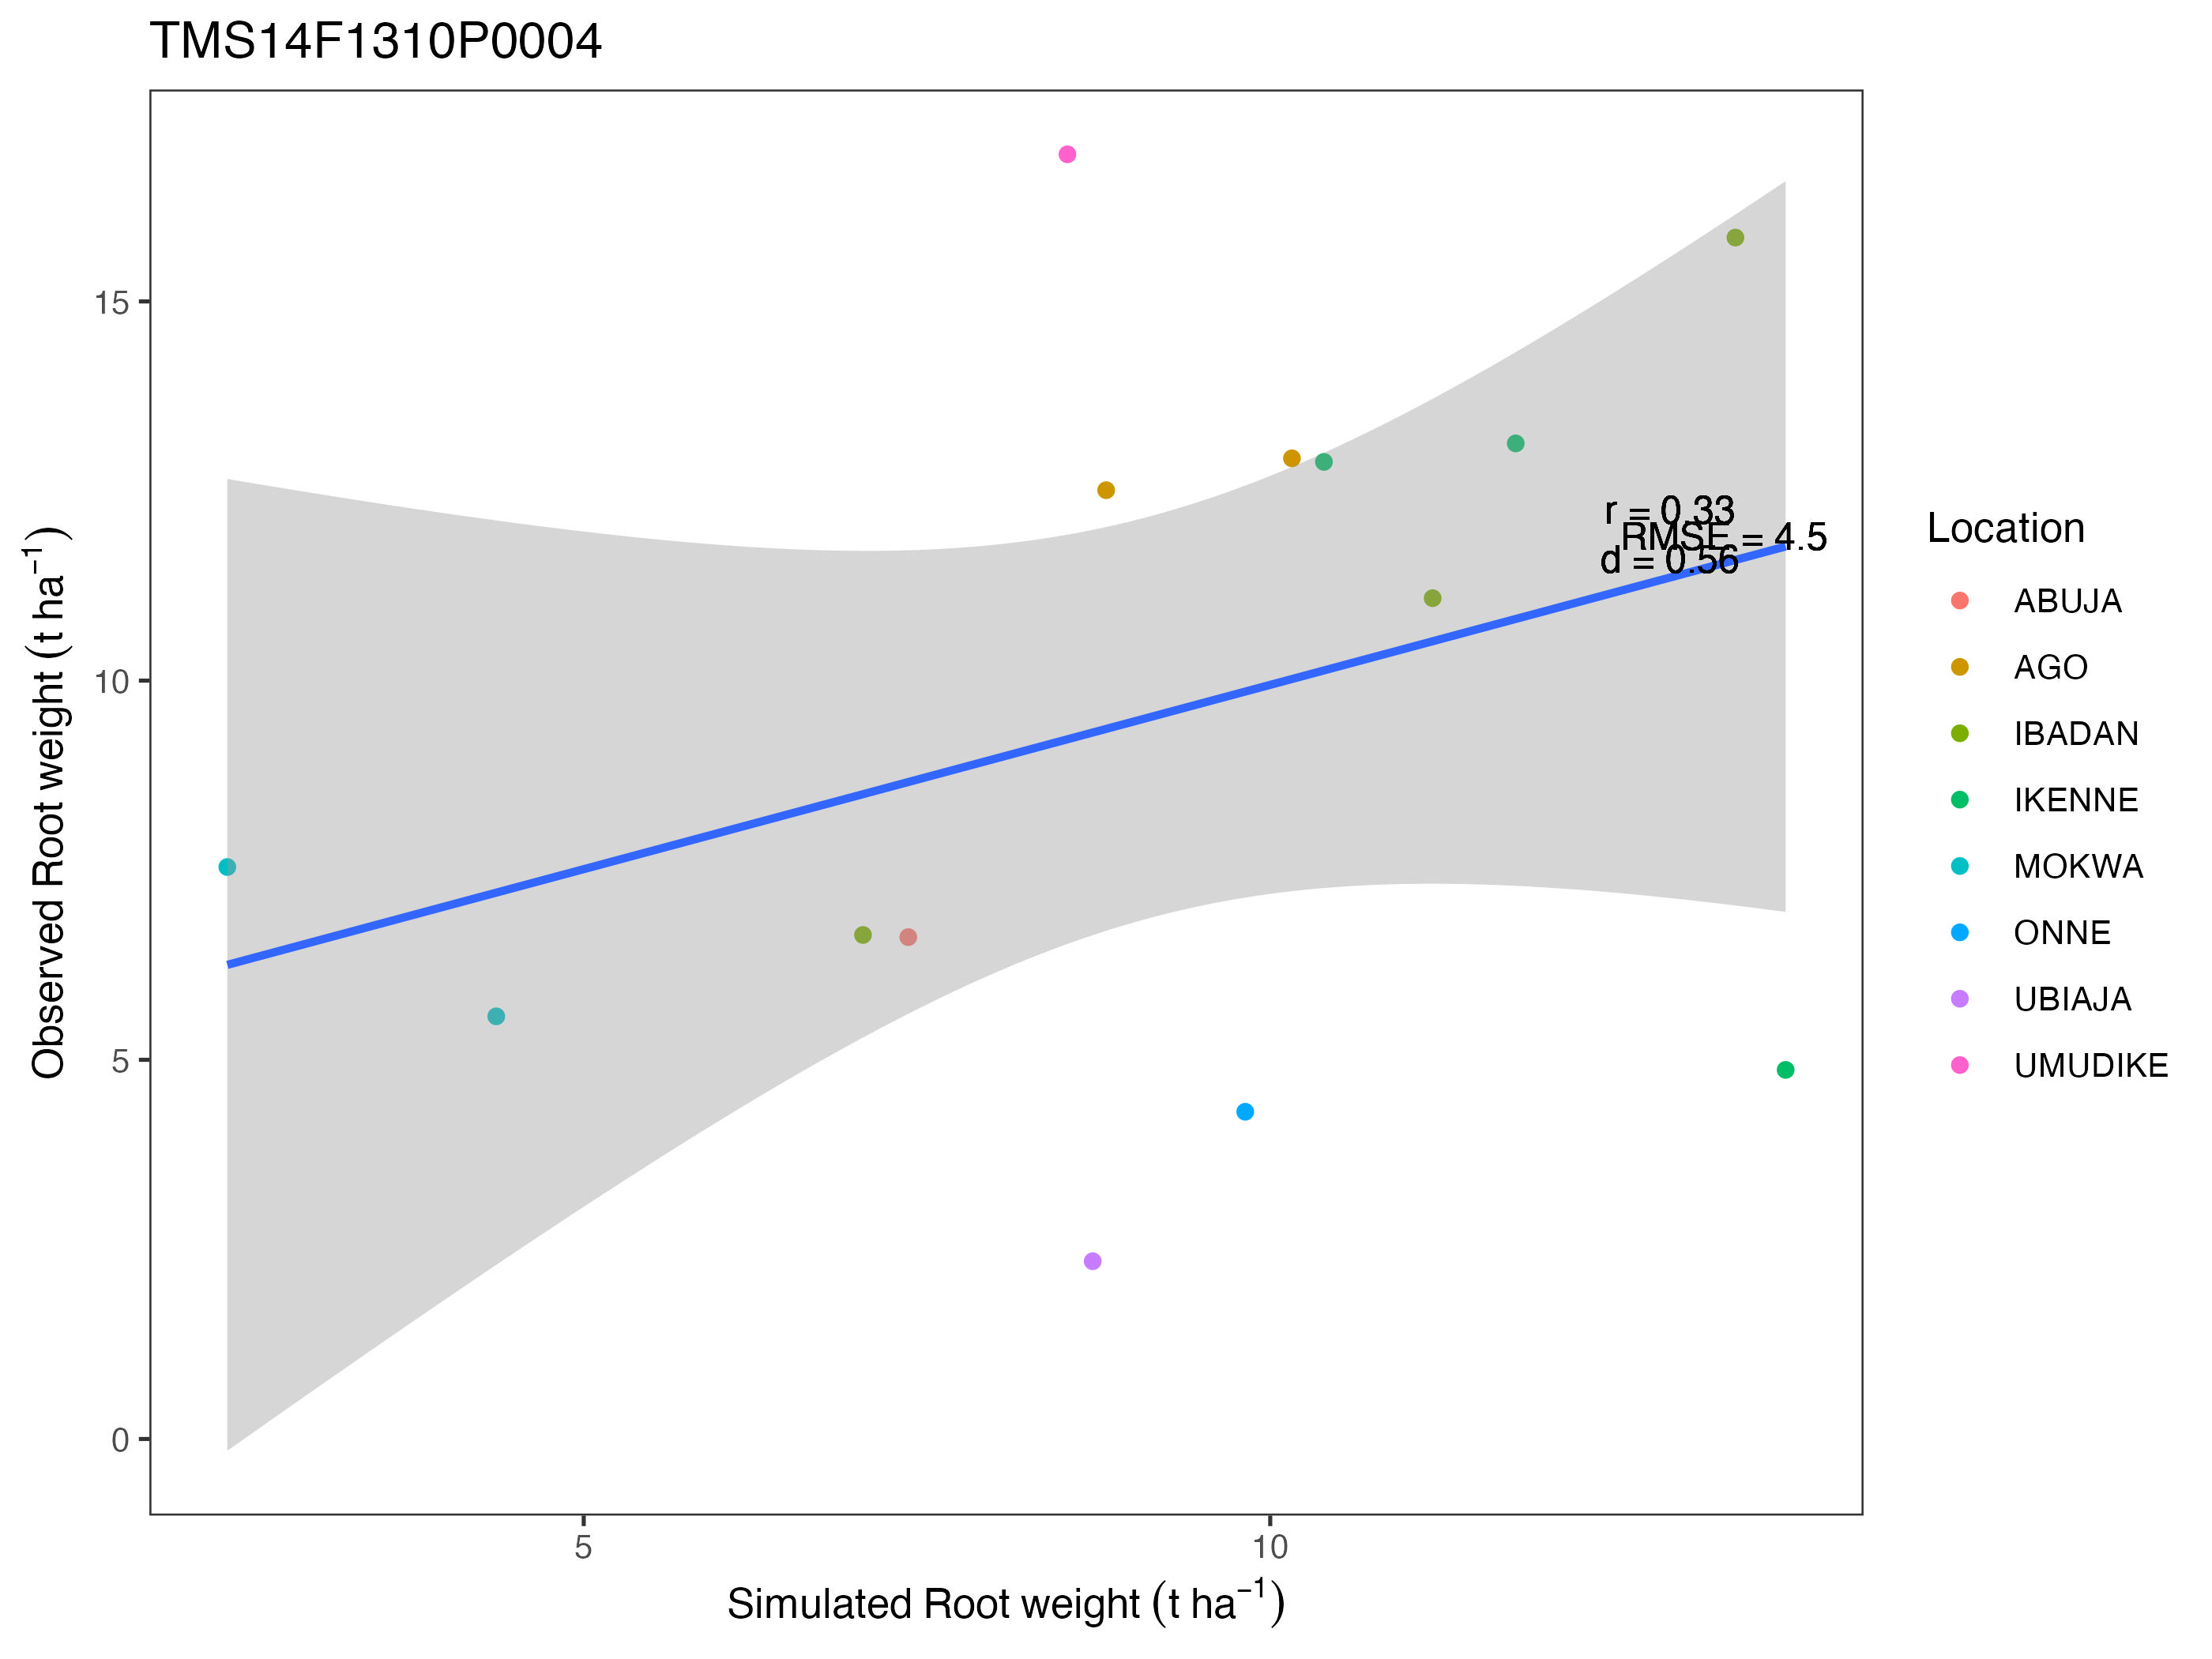 TMS14F1310P0004
Observed Root weight (t ha⁻¹)
15
10
5
0
r = 0.33
RMSE = 4.5
d = 0.56
5
10
Simulated Root weight (t ha⁻¹)
Location
ABUJA
AGO
IBADAN
IKENNE
MOKWA
ONNE
UBIAJA
UMUDIKE